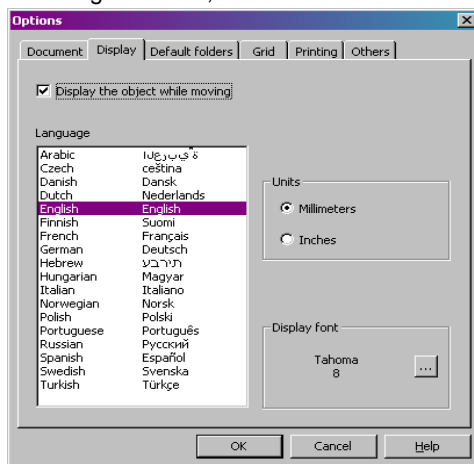 Options
Document Display Default folders Grid Printing Others
Display the object while moving
Language
Arabic العربيّة
Czech ceština
Danish Dansk
Dutch Nederlands
English English
Finnish Suomi
French Français
German Deutsch
Hebrew עברית
Hungarian Magyar
Italian Italiano
Norwegian Norsk
Polish Polski
Portuguese Português
Russian Русский
Spanish Español
Swedish Svenska
Turkish Türkçe
Units
Millimeters
Inches
Display font
Tahoma
8
...
OK Cancel Help